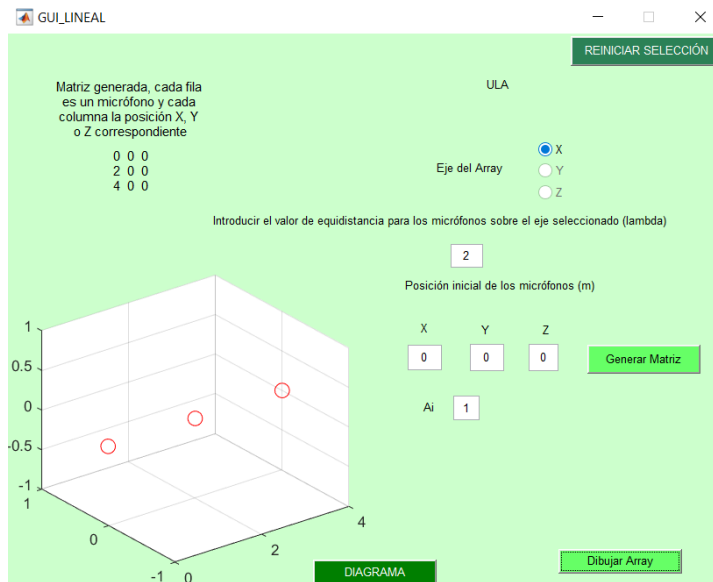 GUI_LINEAL
REINICIAR SELECCIÓN
Matriz generada, cada fila
es un micrófono y cada
columna la posición X, Y
o Z correspondiente
0 0 0
2 0 0
4 0 0
ULA
Eje del Array
X
Y
Z
Introducir el valor de equidistancia para los micrófonos sobre el eje seleccionado (lambda)
2
Posición inicial de los micrófonos (m)
X Y Z
0 0 0
Generar Matriz
Ai 1
1
0.5
0
-0.5
-1
1
0
-1
0
2
4
DIAGRAMA
Dibujar Array